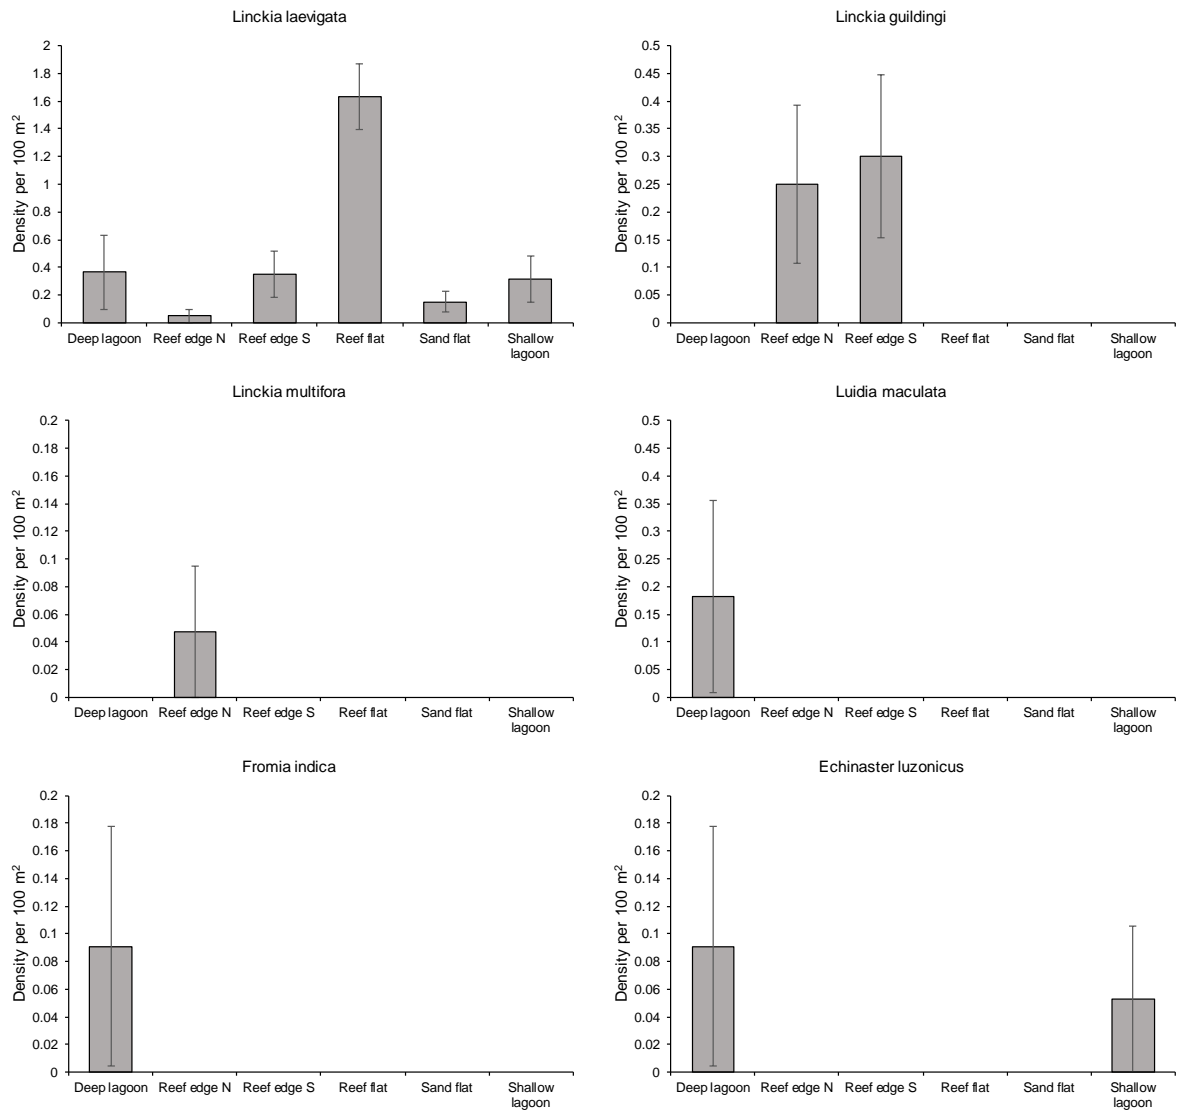 Linckia laevigata
Density per 100 m²
2
1.8
1.6
1.4
1.2
1
0.8
0.6
0.4
0.2
0
Deep lagoon Reef edge N Reef edge S Reef flat Sand flat Shallow
lagoon
Linckia guildingi
Density per 100 m²
0.5
0.45
0.4
0.35
0.3
0.25
0.2
0.15
0.1
0.05
0
Deep lagoon Reef edge N Reef edge S Reef flat Sand flat Shallow
lagoon
Linckia multifora
Density per 100 m²
0.2
0.18
0.16
0.14
0.12
0.1
0.08
0.06
0.04
0.02
0
Deep lagoon Reef edge N Reef edge S Reef flat Sand flat Shallow
lagoon
Luidia maculata
Density per 100 m²
0.5
0.45
0.4
0.35
0.3
0.25
0.2
0.15
0.1
0.05
0
Deep lagoon Reef edge N Reef edge S Reef flat Sand flat Shallow
lagoon
Fromia indica
Density per 100 m²
0.2
0.18
0.16
0.14
0.12
0.1
0.08
0.06
0.04
0.02
0
Deep lagoon Reef edge N Reef edge S Reef flat Sand flat Shallow
lagoon
Echinaster luzonicus
Density per 100 m²
0.2
0.18
0.16
0.14
0.12
0.1
0.08
0.06
0.04
0.02
0
Deep lagoon Reef edge N Reef edge S Reef flat Sand flat Shallow
lagoon